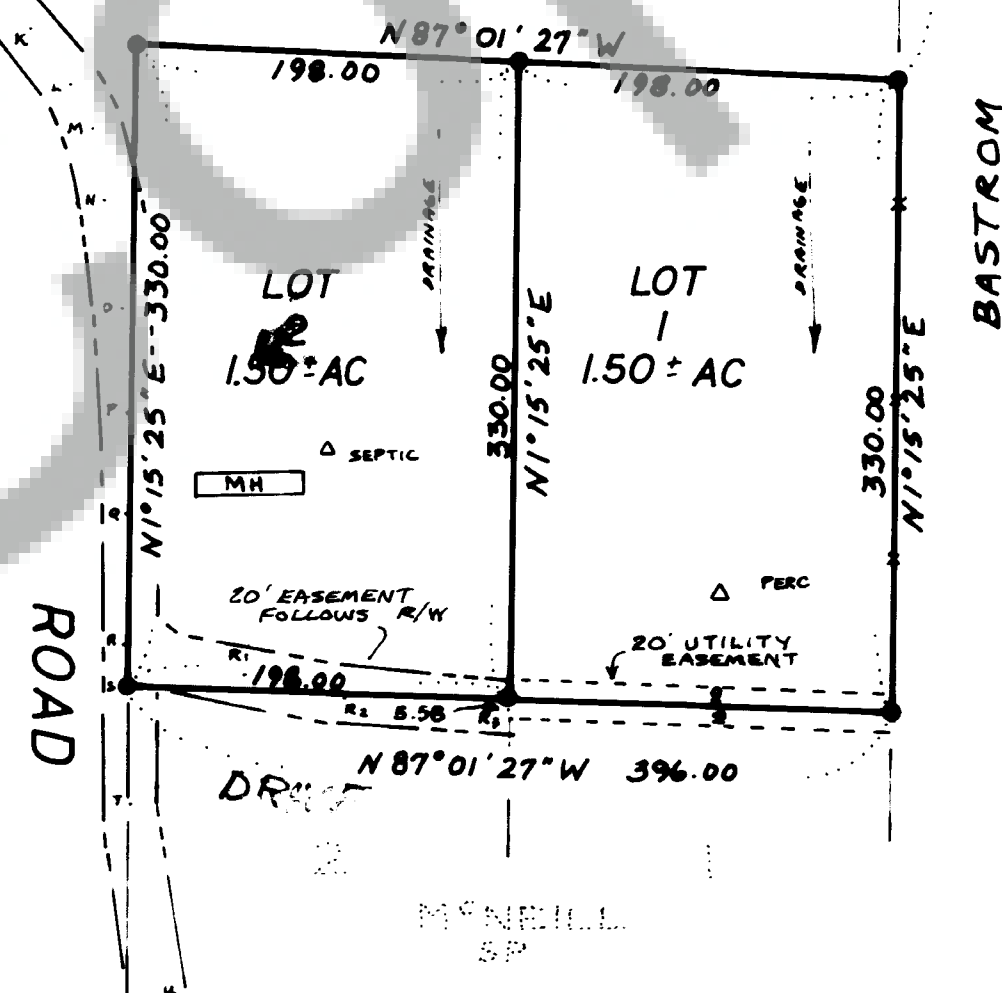 K
N 87° 01' 27" W
198.00
198.00
L
M
N
BASTROM
DRAINAGE
DRAINAGE
N 1° 15' 25" E -- 330.00
LOT
1.50 ± AC
LOT
1
1.50 ± AC
O
P
330.00
N 1° 15' 25" E
330.00
N 1° 15' 25" E
SEPTIC
MH
Q
PERC
20' EASEMENT
FOLLOWS R/W
20' UTILITY
EASEMENT
ROAD
R
R1
S
198.00
R2
5.58
R3
N 87° 01' 27" W 396.00
T
2
1
McNEILL
SP